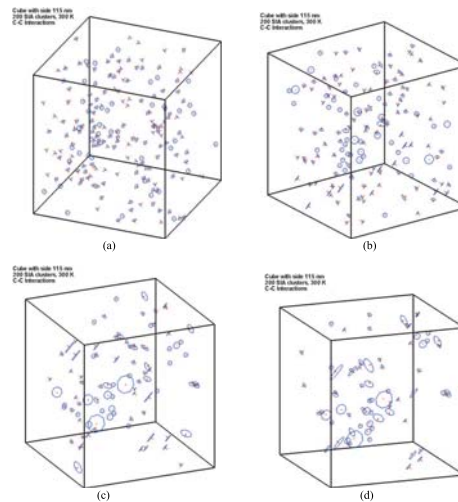 Cube with side 115 nm
200 SIA clusters, 300 K
C-C Interactions
Cube with side 115 nm
200 SIA clusters, 300 K
C-C Interactions
(a)
(b)
Cube with side 115 nm
200 SIA clusters, 300 K
C-C Interactions
Cube with side 115 nm
200 SIA clusters, 300 K
C-C Interactions
(c)
(d)